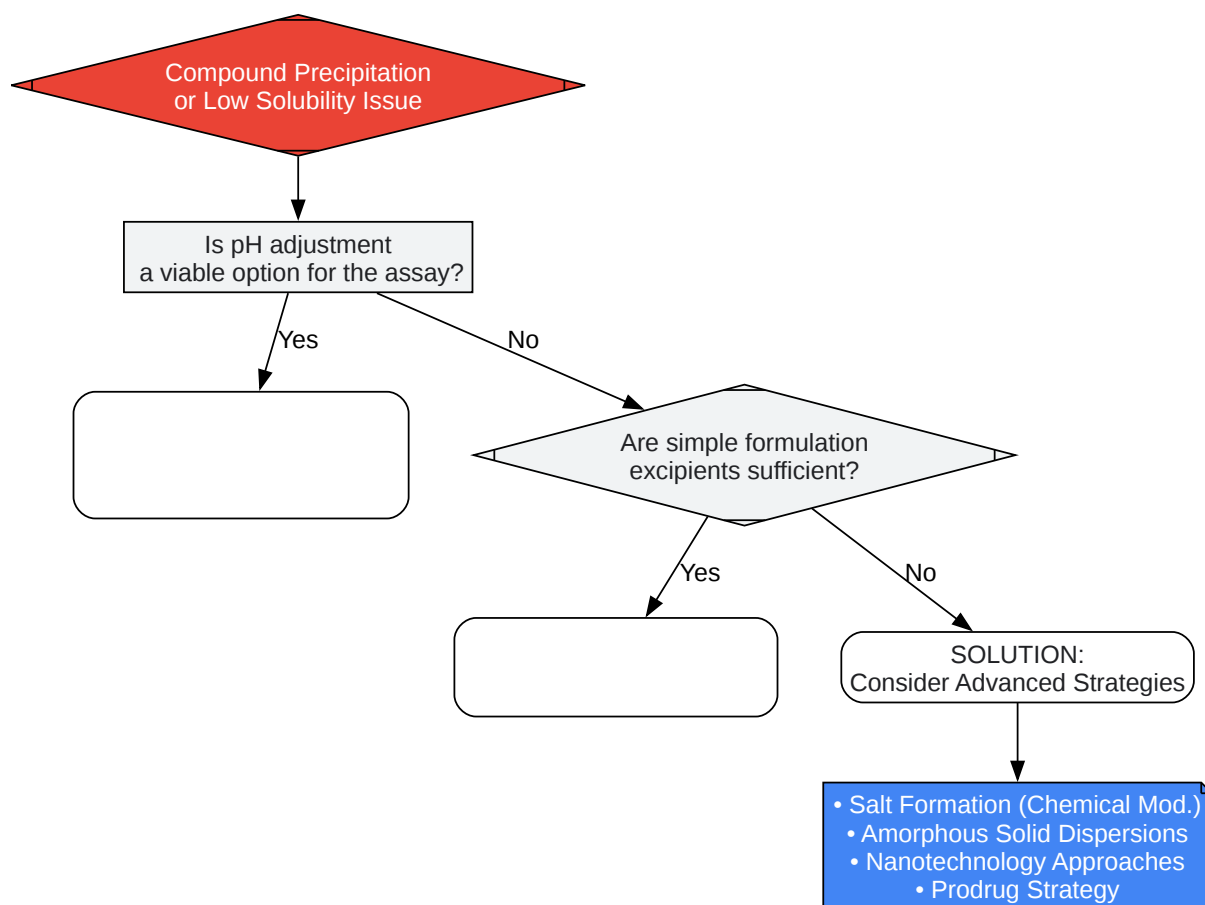 Compound Precipitation
or Low Solubility Issue
Is pH adjustment
a viable option for the assay?
Yes
No
Are simple formulation
excipients sufficient?
Yes
No
SOLUTION:
Consider Advanced Strategies
• Salt Formation (Chemical Mod.)
• Amorphous Solid Dispersions
• Nanotechnology Approaches
• Prodrug Strategy